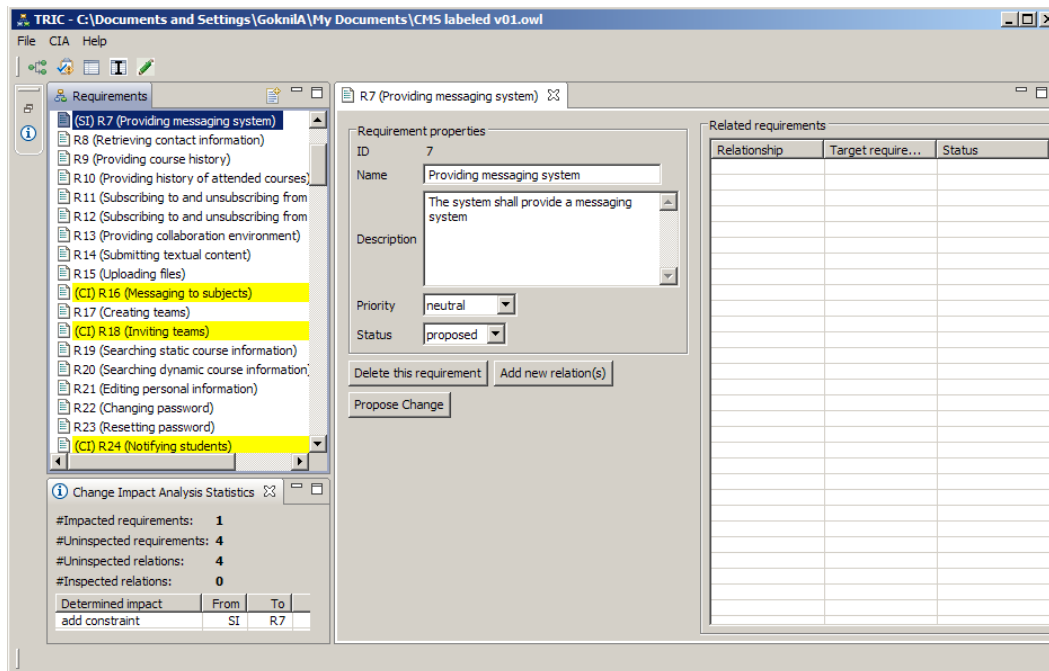 TRIC - C:\Documents and Settings\GoknilA\My Documents\CMS labeled v01.owl
File CIA Help
Requirements
(SI) R7 (Providing messaging system)
R8 (Retrieving contact information)
R9 (Providing course history)
R10 (Providing history of attended courses)
R11 (Subscribing to and unsubscribing from
R12 (Subscribing to and unsubscribing from
R13 (Providing collaboration environment)
R14 (Submitting textual content)
R15 (Uploading files)
(CI) R16 (Messaging to subjects)
R17 (Creating teams)
(CI) R18 (Inviting teams)
R19 (Searching static course information)
R20 (Searching dynamic course information)
R21 (Editing personal information)
R22 (Changing password)
R23 (Resetting password)
(CI) R24 (Notifying students)
Change Impact Analysis Statistics
#Impacted requirements: 1
#Uninspected requirements: 4
#Uninspected relations: 4
#Inspected relations: 0
Determined impact From To
add constraint SI R7
R7 (Providing messaging system)
Requirement properties
ID 7
Name Providing messaging system
Description The system shall provide a messaging
system
Priority neutral
Status proposed
Delete this requirement Add new relation(s)
Propose Change
Related requirements
Relationship Target require... Status